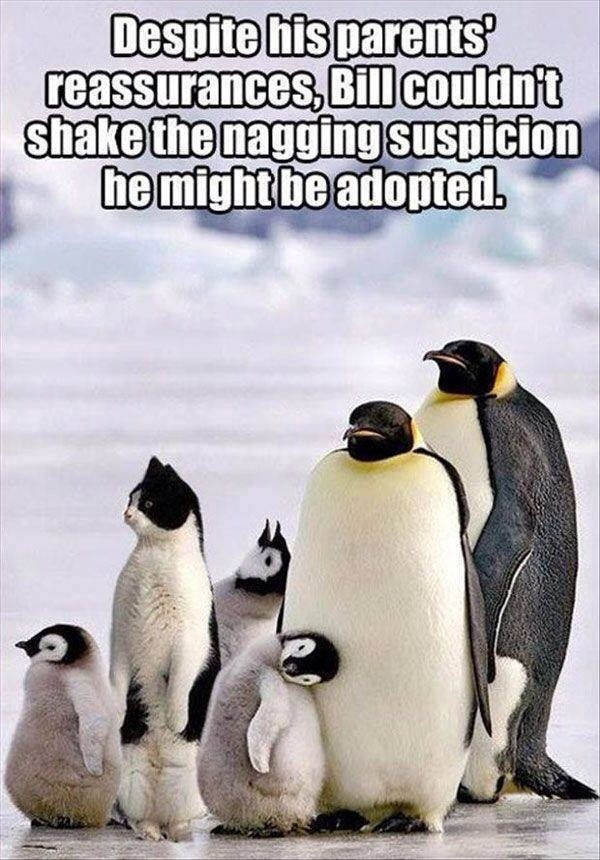 Despite his parents'
reassurances, Bill couldn't
shake the nagging suspicion
he might be adopted.